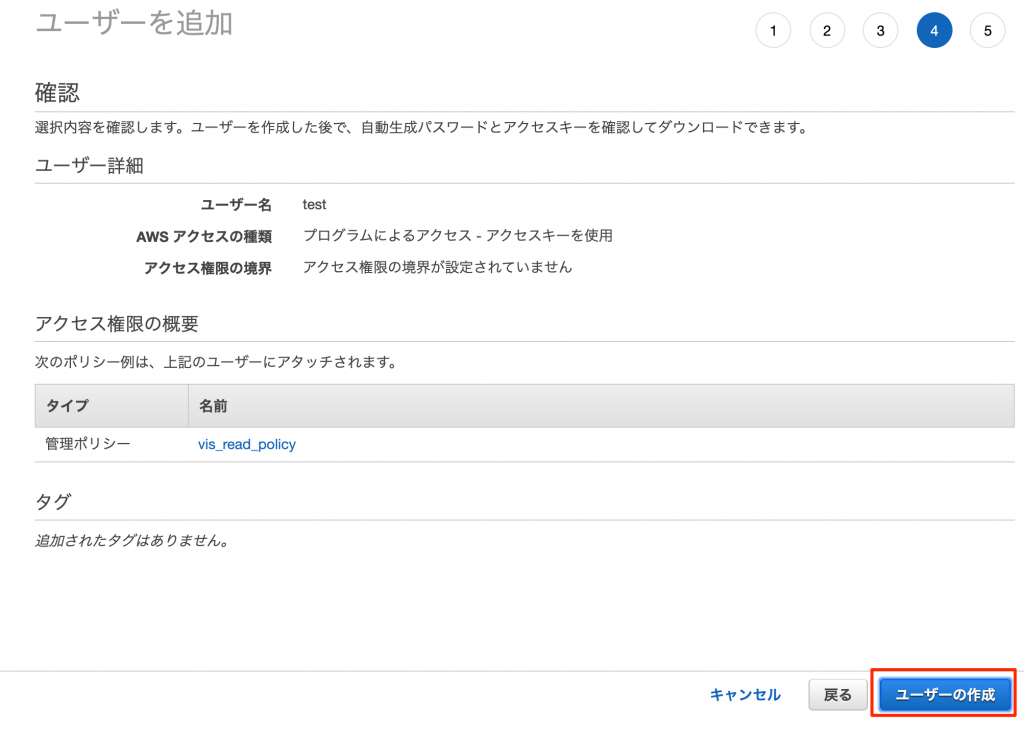 ユーザーを追加
1 2 3 4 5
確認
選択内容を確認します。ユーザーを作成した後で、自動生成パスワードとアクセスキーを確認してダウンロードできます。
ユーザー詳細
ユーザー名 test
AWS アクセスの種類 プログラムによるアクセス - アクセスキーを使用
アクセス権限の境界 アクセス権限の境界が設定されていません
アクセス権限の概要
次のポリシー例は、上記のユーザーにアタッチされます。
タイプ 名前
管理ポリシー vis_read_policy
タグ
追加されたタグはありません。
キャンセル 戻る ユーザーの作成